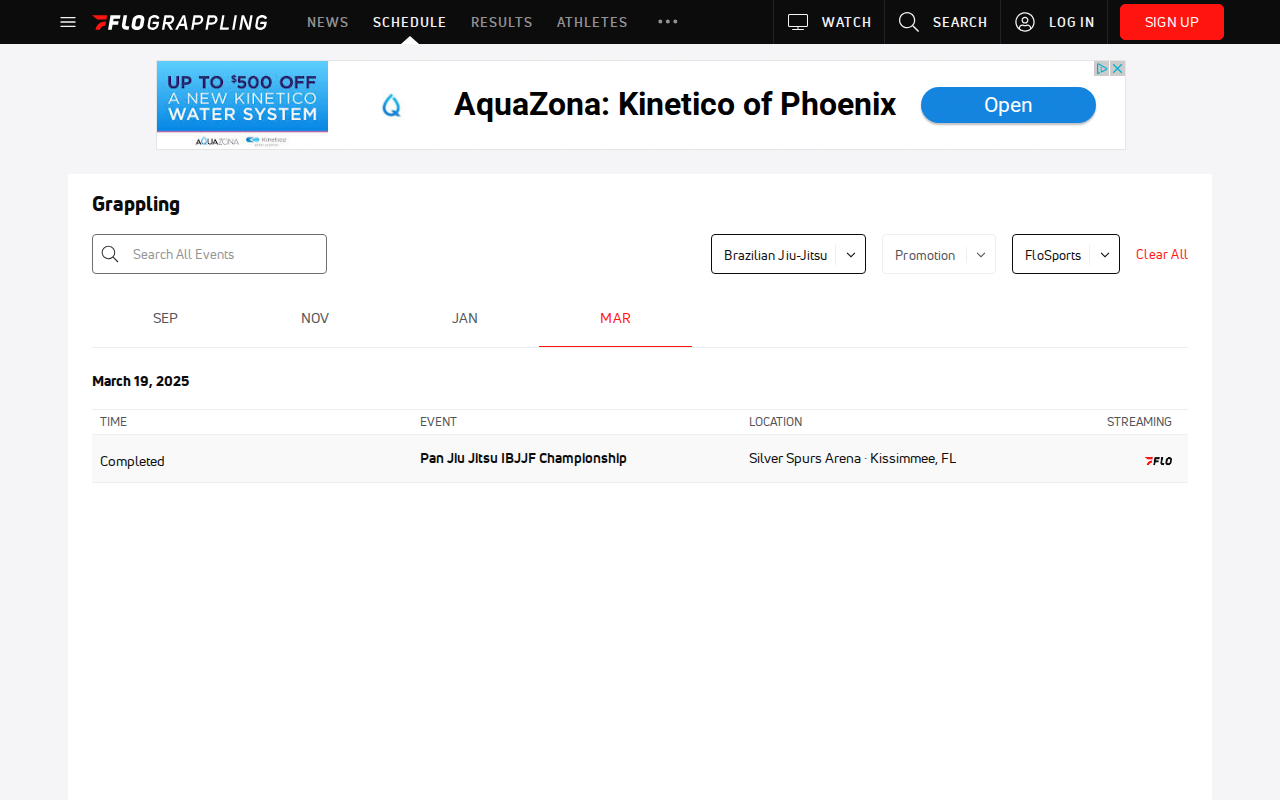 FLOGRAPPLING NEWS SCHEDULE RESULTS ATHLETES WATCH SEARCH LOG IN SIGN UP
UP TO $500 OFF
A NEW KINETICO
WATER SYSTEM
AQUAZONA Kinetico
AquaZona: Kinetico of Phoenix
Open
Grappling
Search All Events
Brazilian Jiu-Jitsu
Promotion
FloSports
Clear All
SEP NOV JAN MAR
March 19, 2025
TIME EVENT LOCATION STREAMING
Completed Pan Jiu Jitsu IBJJF Championship Silver Spurs Arena · Kissimmee, FL FLO